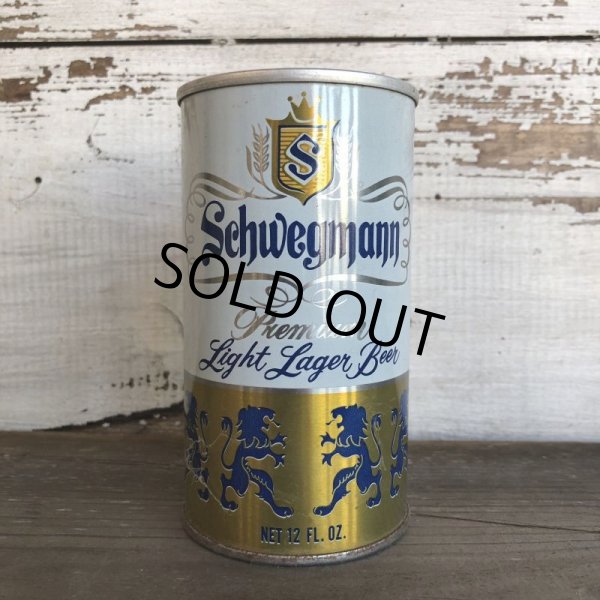 S
Schwegmann
SOLD OUT
Premium
Light Lager Beer
NET 12 FL. OZ.